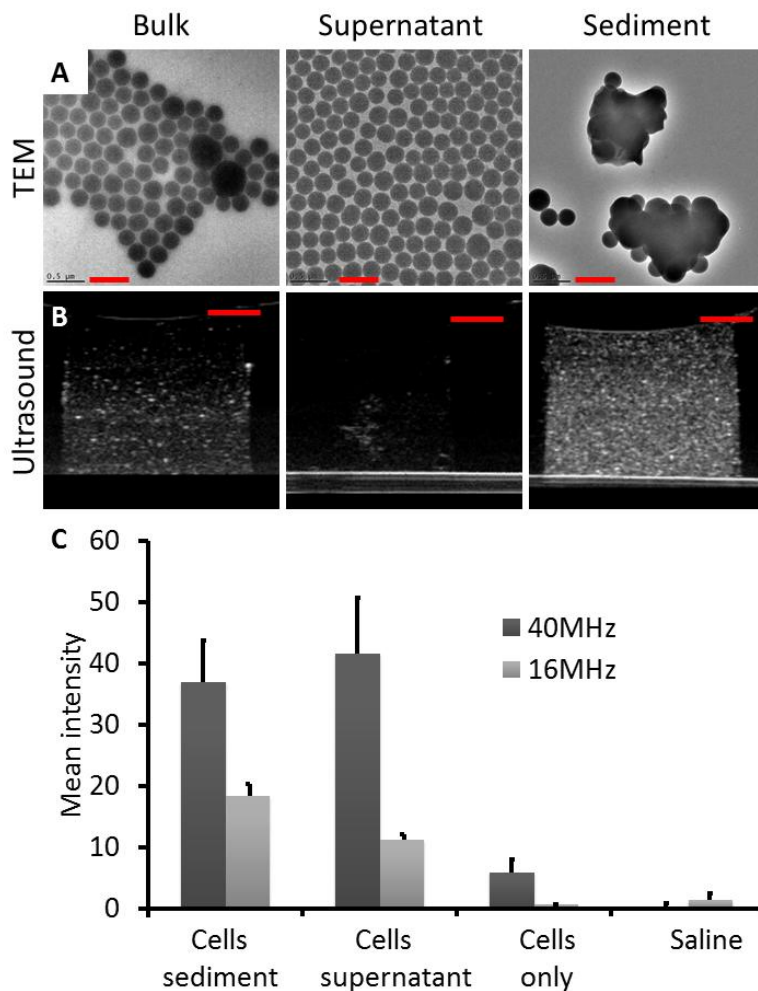 Bulk
Supernatant
Sediment
A
TEM
0.5 μm
B
Ultrasound
C
60
50
40
30
20
10
0
Mean intensity
40MHz
16MHz
Cells sediment
Cells supernatant
Cells only
Saline